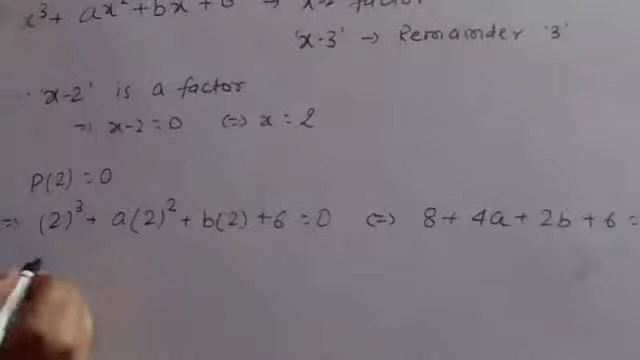 x³ + ax² + bx + 6 → x-2 factor
'x-3' → Remainder '3'
'x-2' is a factor
⇒ x-2 = 0 ⇔ x = 2
P(2) = 0
⇒ (2)³ + a(2)² + b(2) + 6 = 0 ⇔ 8 + 4a + 2b + 6 =